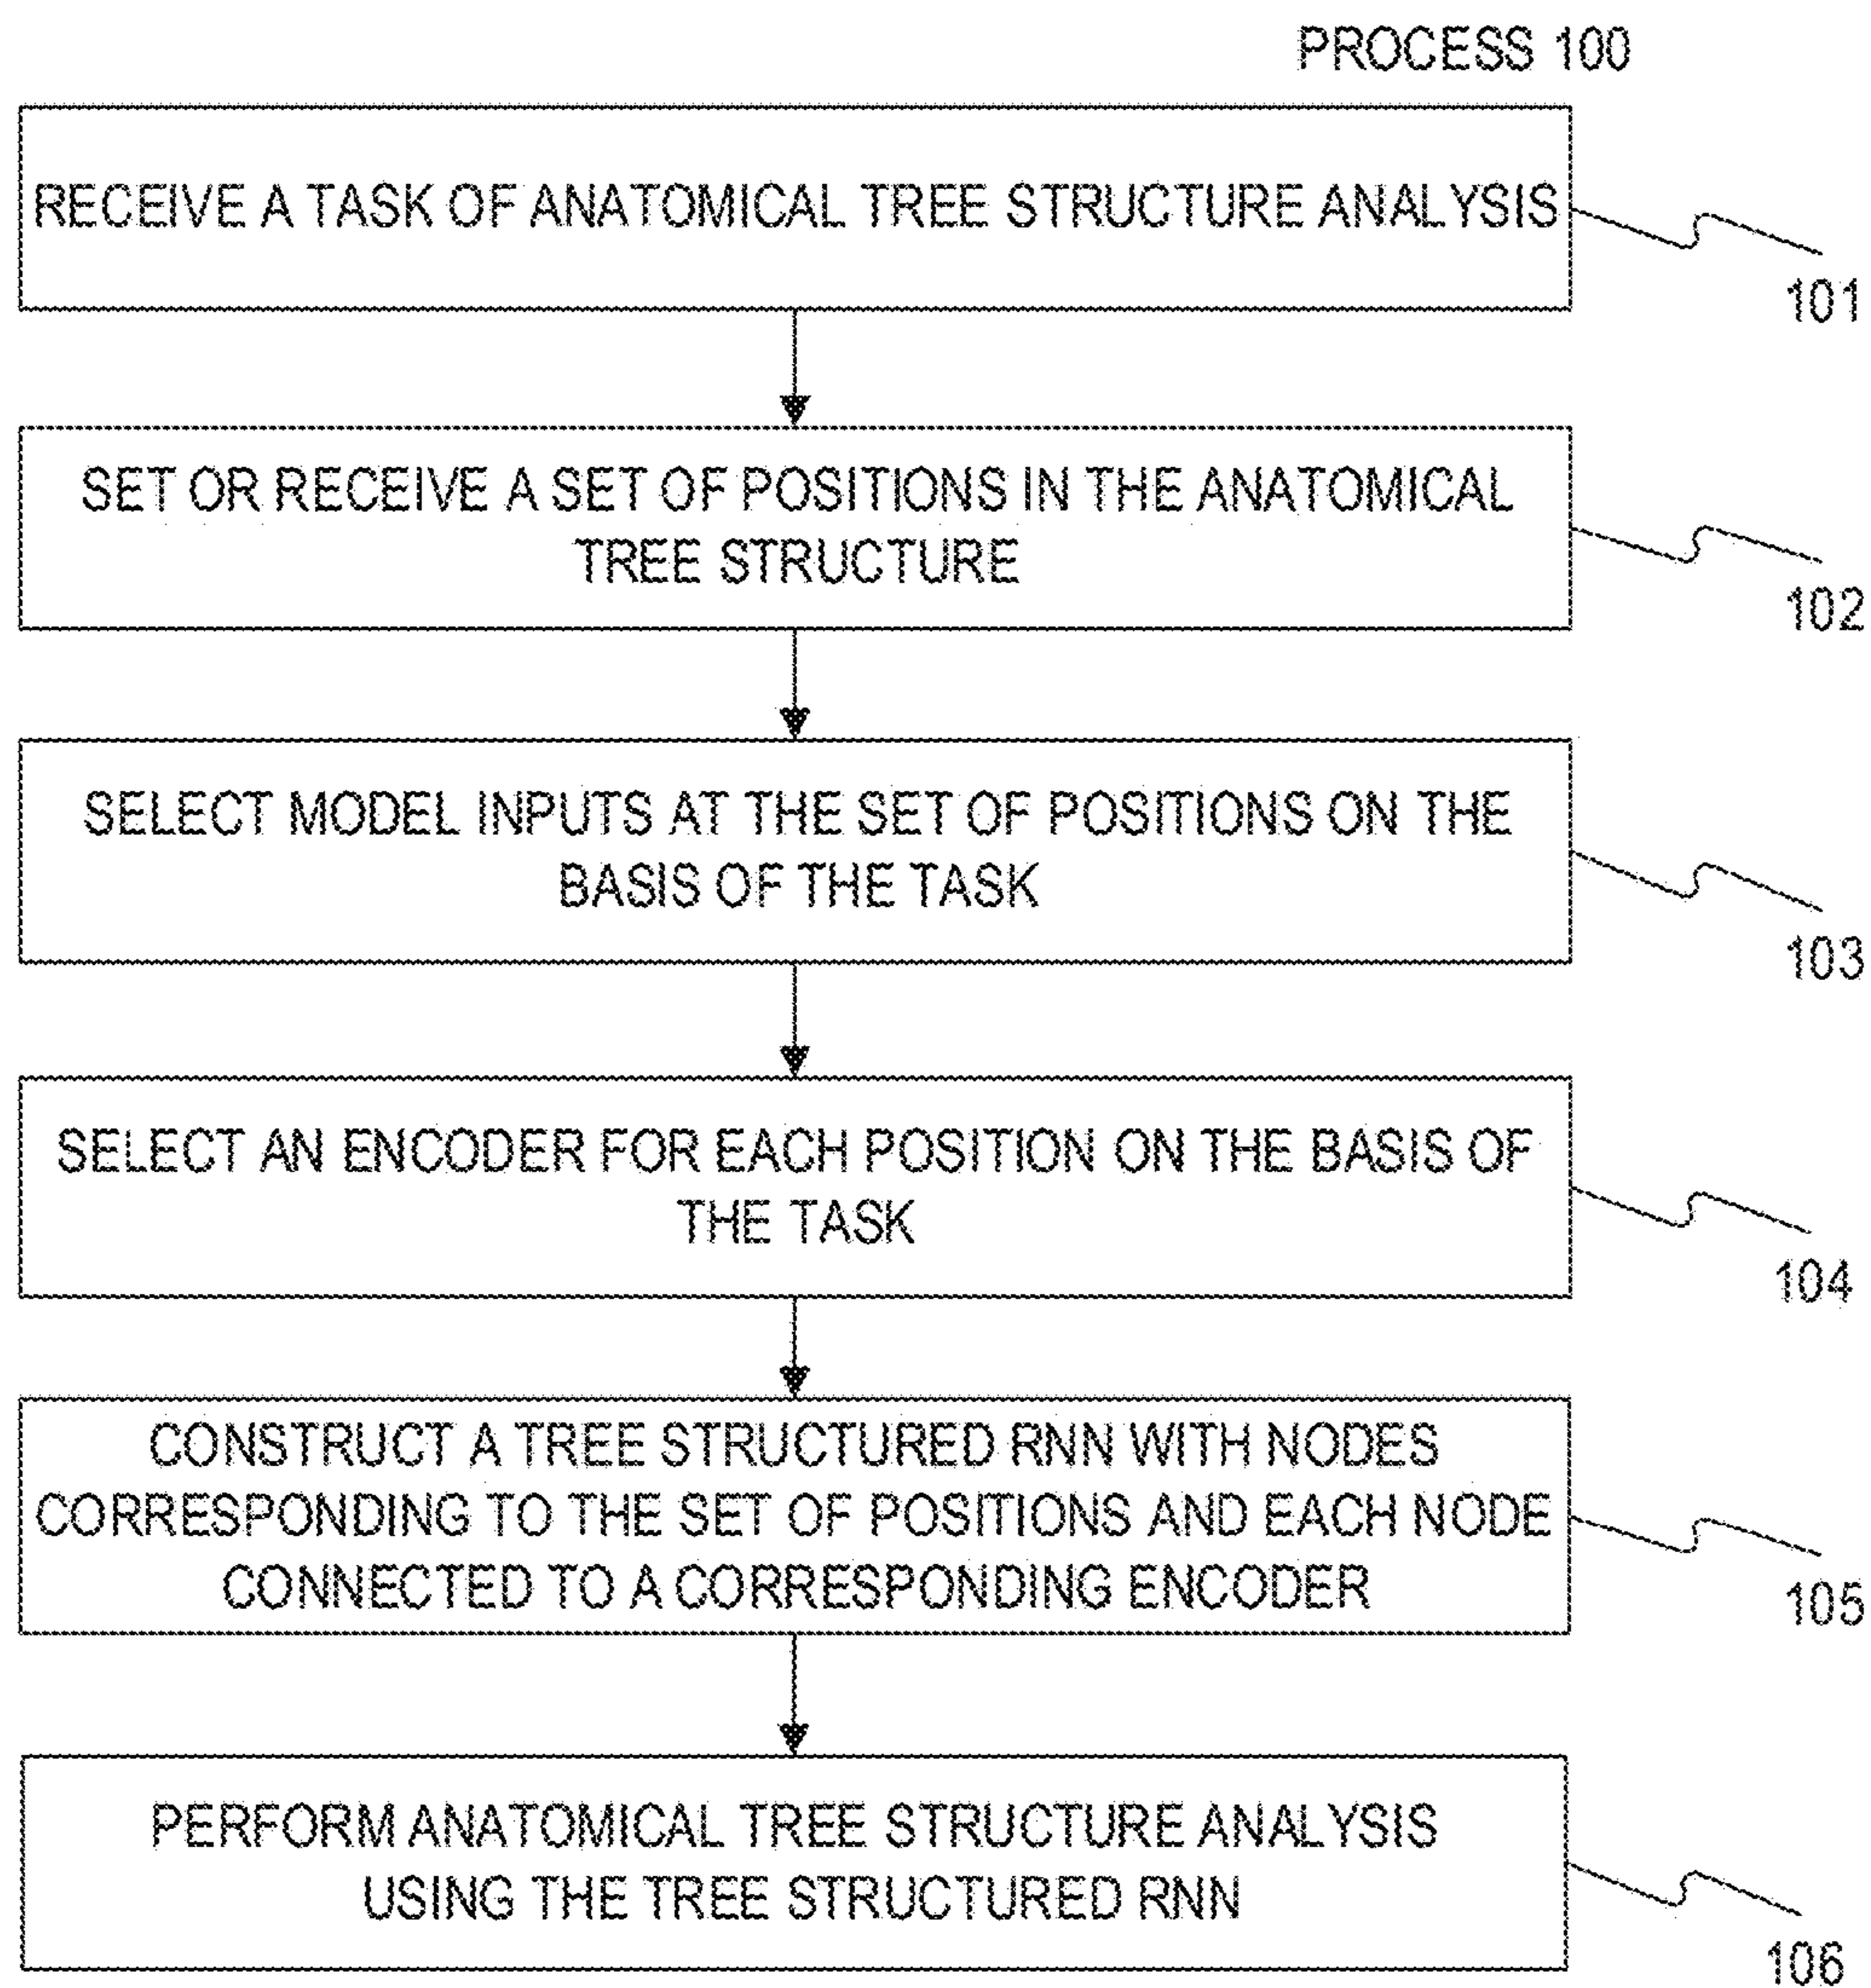 PROCESS 100
RECEIVE A TASK OF ANATOMICAL TREE STRUCTURE ANALYSIS
101
SET OR RECEIVE A SET OF POSITIONS IN THE ANATOMICAL
TREE STRUCTURE
102
SELECT MODEL INPUTS AT THE SET OF POSITIONS ON THE
BASIS OF THE TASK
103
SELECT AN ENCODER FOR EACH POSITION ON THE BASIS OF
THE TASK
104
CONSTRUCT A TREE STRUCTURED RNN WITH NODES
CORRESPONDING TO THE SET OF POSITIONS AND EACH NODE
CONNECTED TO A CORRESPONDING ENCODER
105
PERFORM ANATOMICAL TREE STRUCTURE ANALYSIS
USING THE TREE STRUCTURED RNN
106